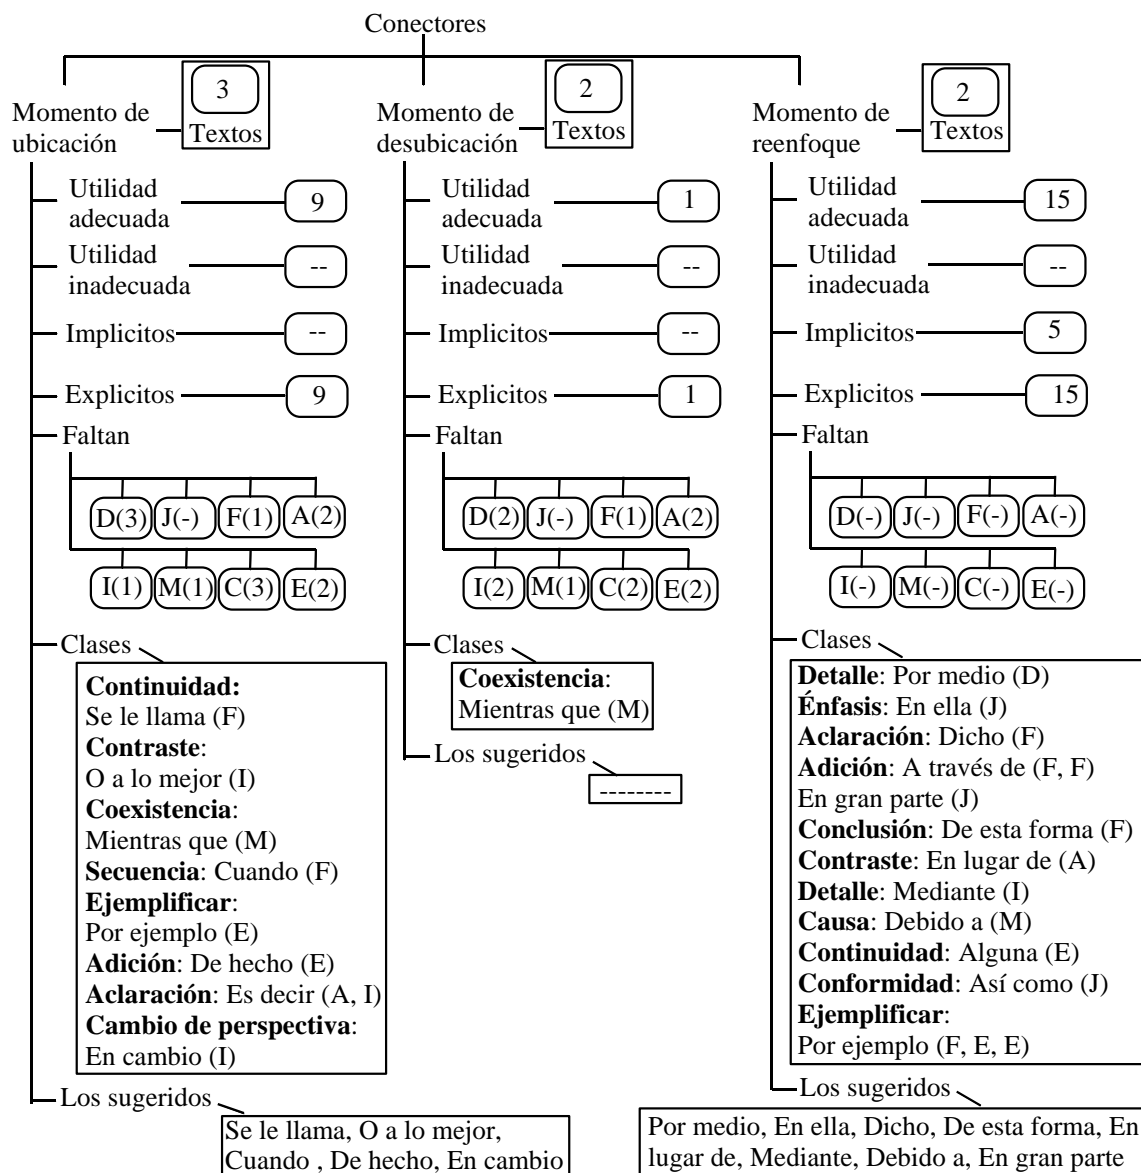 Conectores
Momento de
ubicación
3
Textos
Utilidad
adecuada
9
Utilidad
inadecuada
--
Implicitos
--
Explicitos
9
Faltan
D(3) J(-) F(1) A(2)
I(1) M(1) C(3) E(2)
Clases
Continuidad:
Se le llama (F)
Contraste:
O a lo mejor (I)
Coexistencia:
Mientras que (M)
Secuencia: Cuando (F)
Ejemplificar:
Por ejemplo (E)
Adición: De hecho (E)
Aclaración: Es decir (A, I)
Cambio de perspectiva:
En cambio (I)
Los sugeridos
Se le llama, O a lo mejor,
Cuando , De hecho, En cambio
Momento de
desubicación
2
Textos
Utilidad
adecuada
1
Utilidad
inadecuada
--
Implicitos
--
Explicitos
1
Faltan
D(2) J(-) F(1) A(2)
I(2) M(1) C(2) E(2)
Clases
Coexistencia:
Mientras que (M)
Los sugeridos
--------
Momento de
reenfoque
2
Textos
Utilidad
adecuada
15
Utilidad
inadecuada
--
Implicitos
5
Explicitos
15
Faltan
D(-) J(-) F(-) A(-)
I(-) M(-) C(-) E(-)
Clases
Detalle: Por medio (D)
Énfasis: En ella (J)
Aclaración: Dicho (F)
Adición: A través de (F, F)
En gran parte (J)
Conclusión: De esta forma (F)
Contraste: En lugar de (A)
Detalle: Mediante (I)
Causa: Debido a (M)
Continuidad: Alguna (E)
Conformidad: Así como (J)
Ejemplificar:
Por ejemplo (F, E, E)
Los sugeridos
Por medio, En ella, Dicho, De esta forma, En
lugar de, Mediante, Debido a, En gran parte